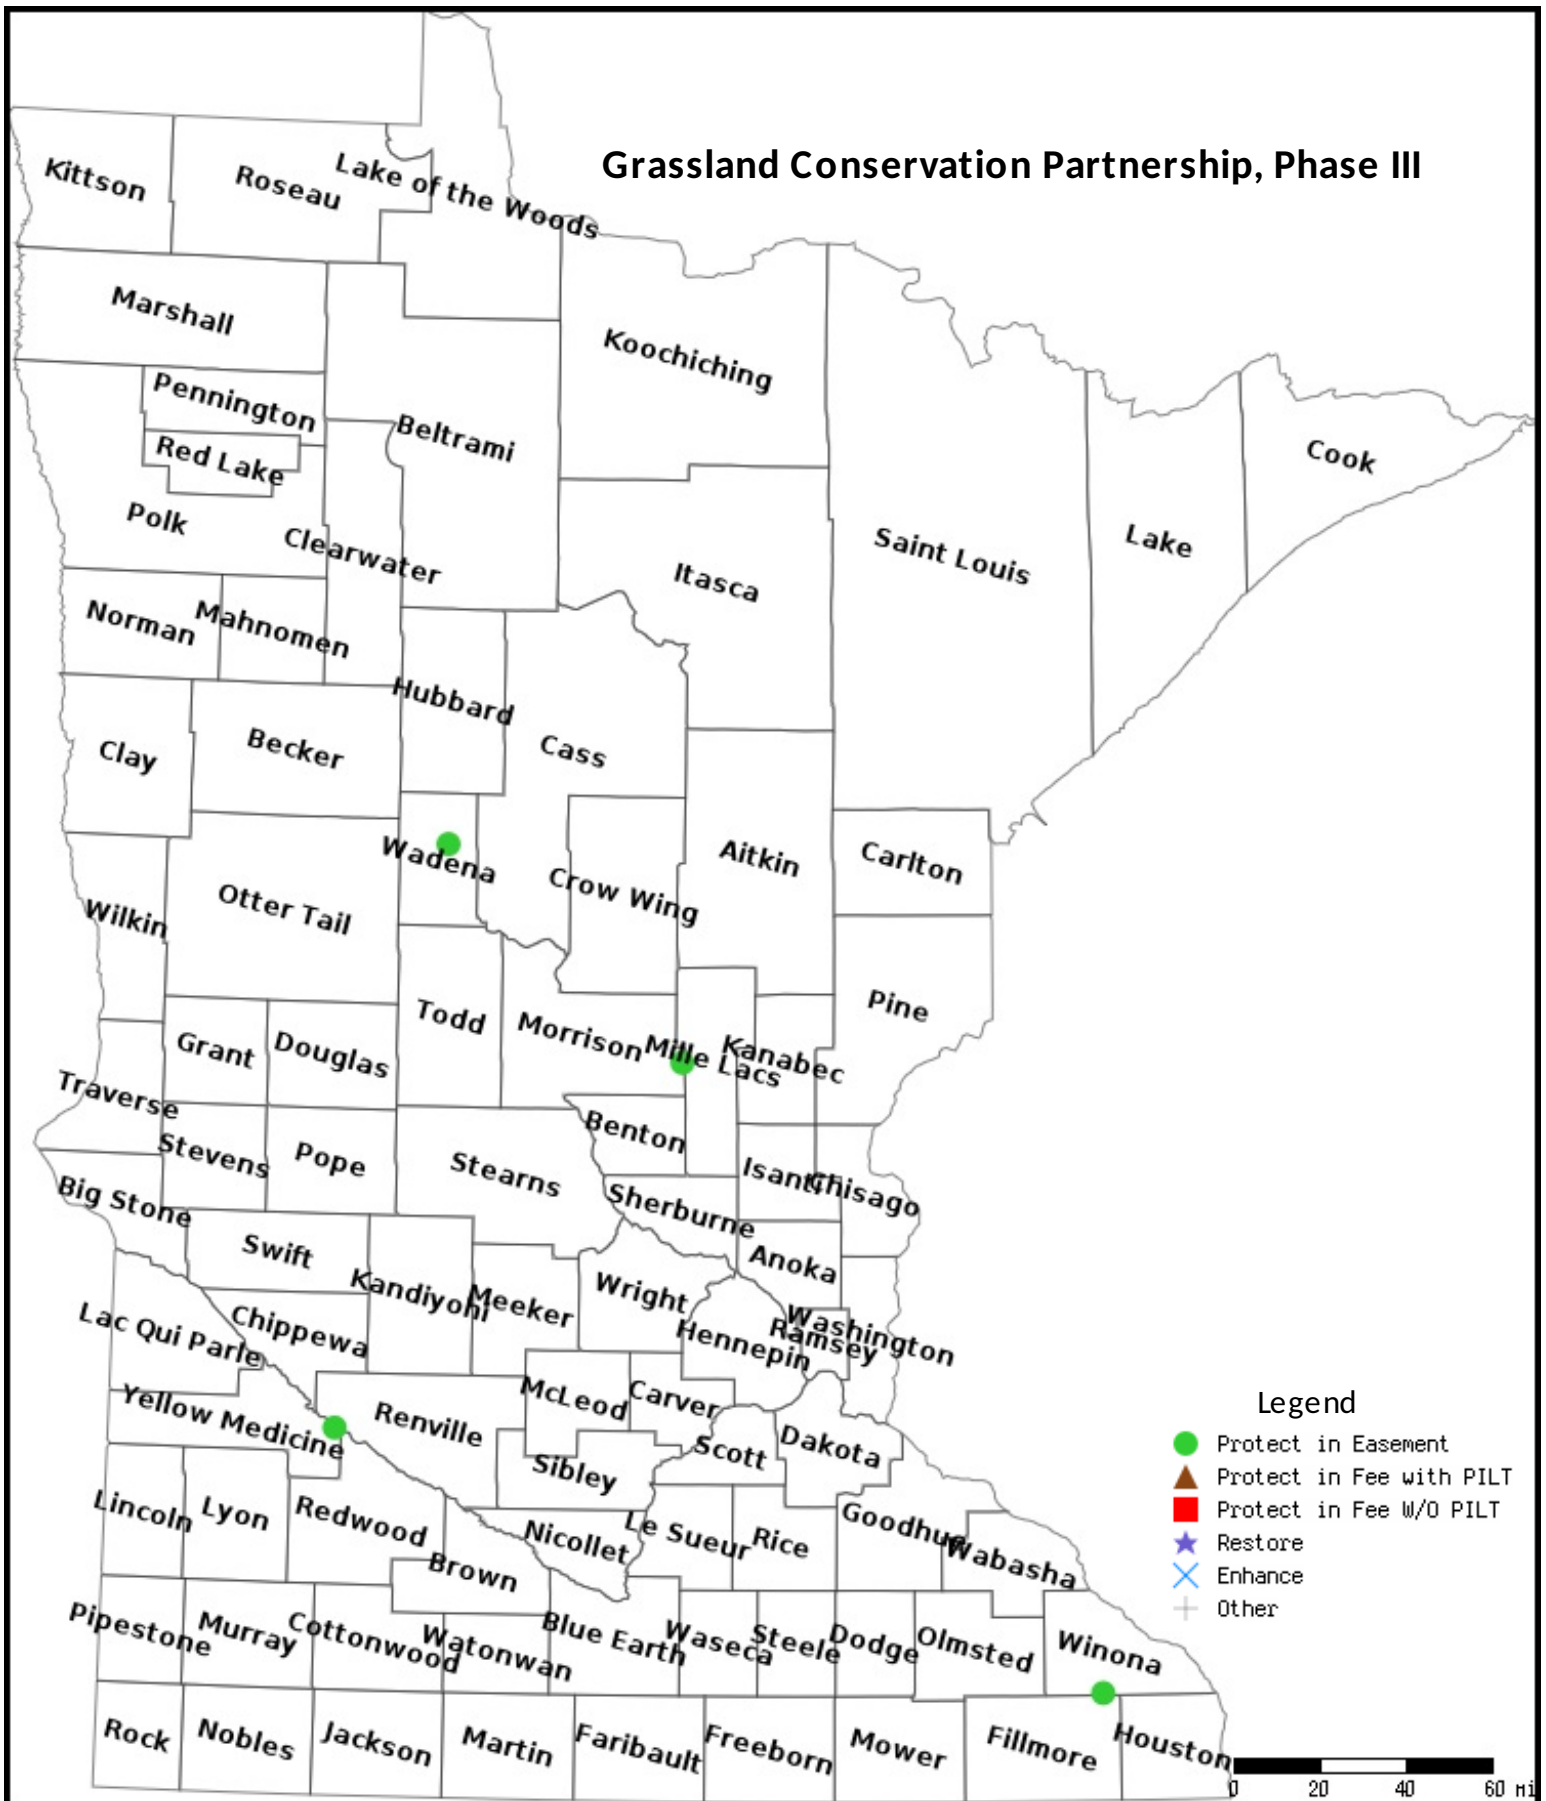 Grassland Conservation Partnership, Phase III
Kittson
Roseau
Lake of the Woods
Marshall
Koochiching
Pennington
Beltrami
Red Lake
Cook
Polk
Clearwater
Saint Louis
Lake
Itasca
Norman
Mahnomen
Hubbard
Clay
Becker
Cass
Wadena
Aitkin
Carlton
Crow Wing
Otter Tail
Wilkin
Pine
Todd
Morrison
Mille Lacs
Kanabec
Grant
Douglas
Traverse
Benton
Stevens
Pope
Stearns
Isanti
Chisago
Big Stone
Sherburne
Swift
Anoka
Kandiyohi
Meeker
Wright
Washington
Ramsey
Hennepin
Lac Qui Parle
Chippewa
McLeod
Carver
Yellow Medicine
Renville
Scott
Dakota
Sibley
Lincoln
Lyon
Redwood
Nicollet
Le Sueur
Rice
Goodhue
Wabasha
Brown
Pipestone
Murray
Cottonwood
Watonwan
Blue Earth
Waseca
Steele
Dodge
Olmsted
Winona
Rock
Nobles
Jackson
Martin
Faribault
Freeborn
Mower
Fillmore
Houston
Legend
Protect in Easement
Protect in Fee with PILT
Protect in Fee W/O PILT
Restore
Enhance
Other
0 20 40 60 mi